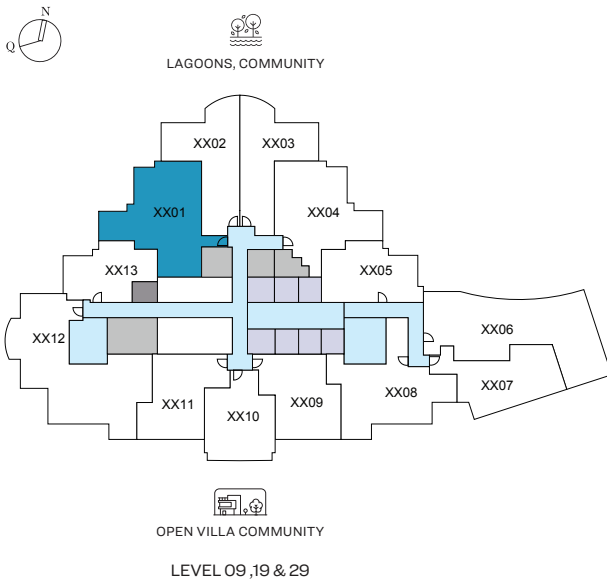 N
Q
LAGOONS, COMMUNITY
XX02 XX03
XX01 XX04
XX13 XX05
XX12 XX06
XX11 XX10 XX09 XX08 XX07
OPEN VILLA COMMUNITY
LEVEL 09 ,19 & 29